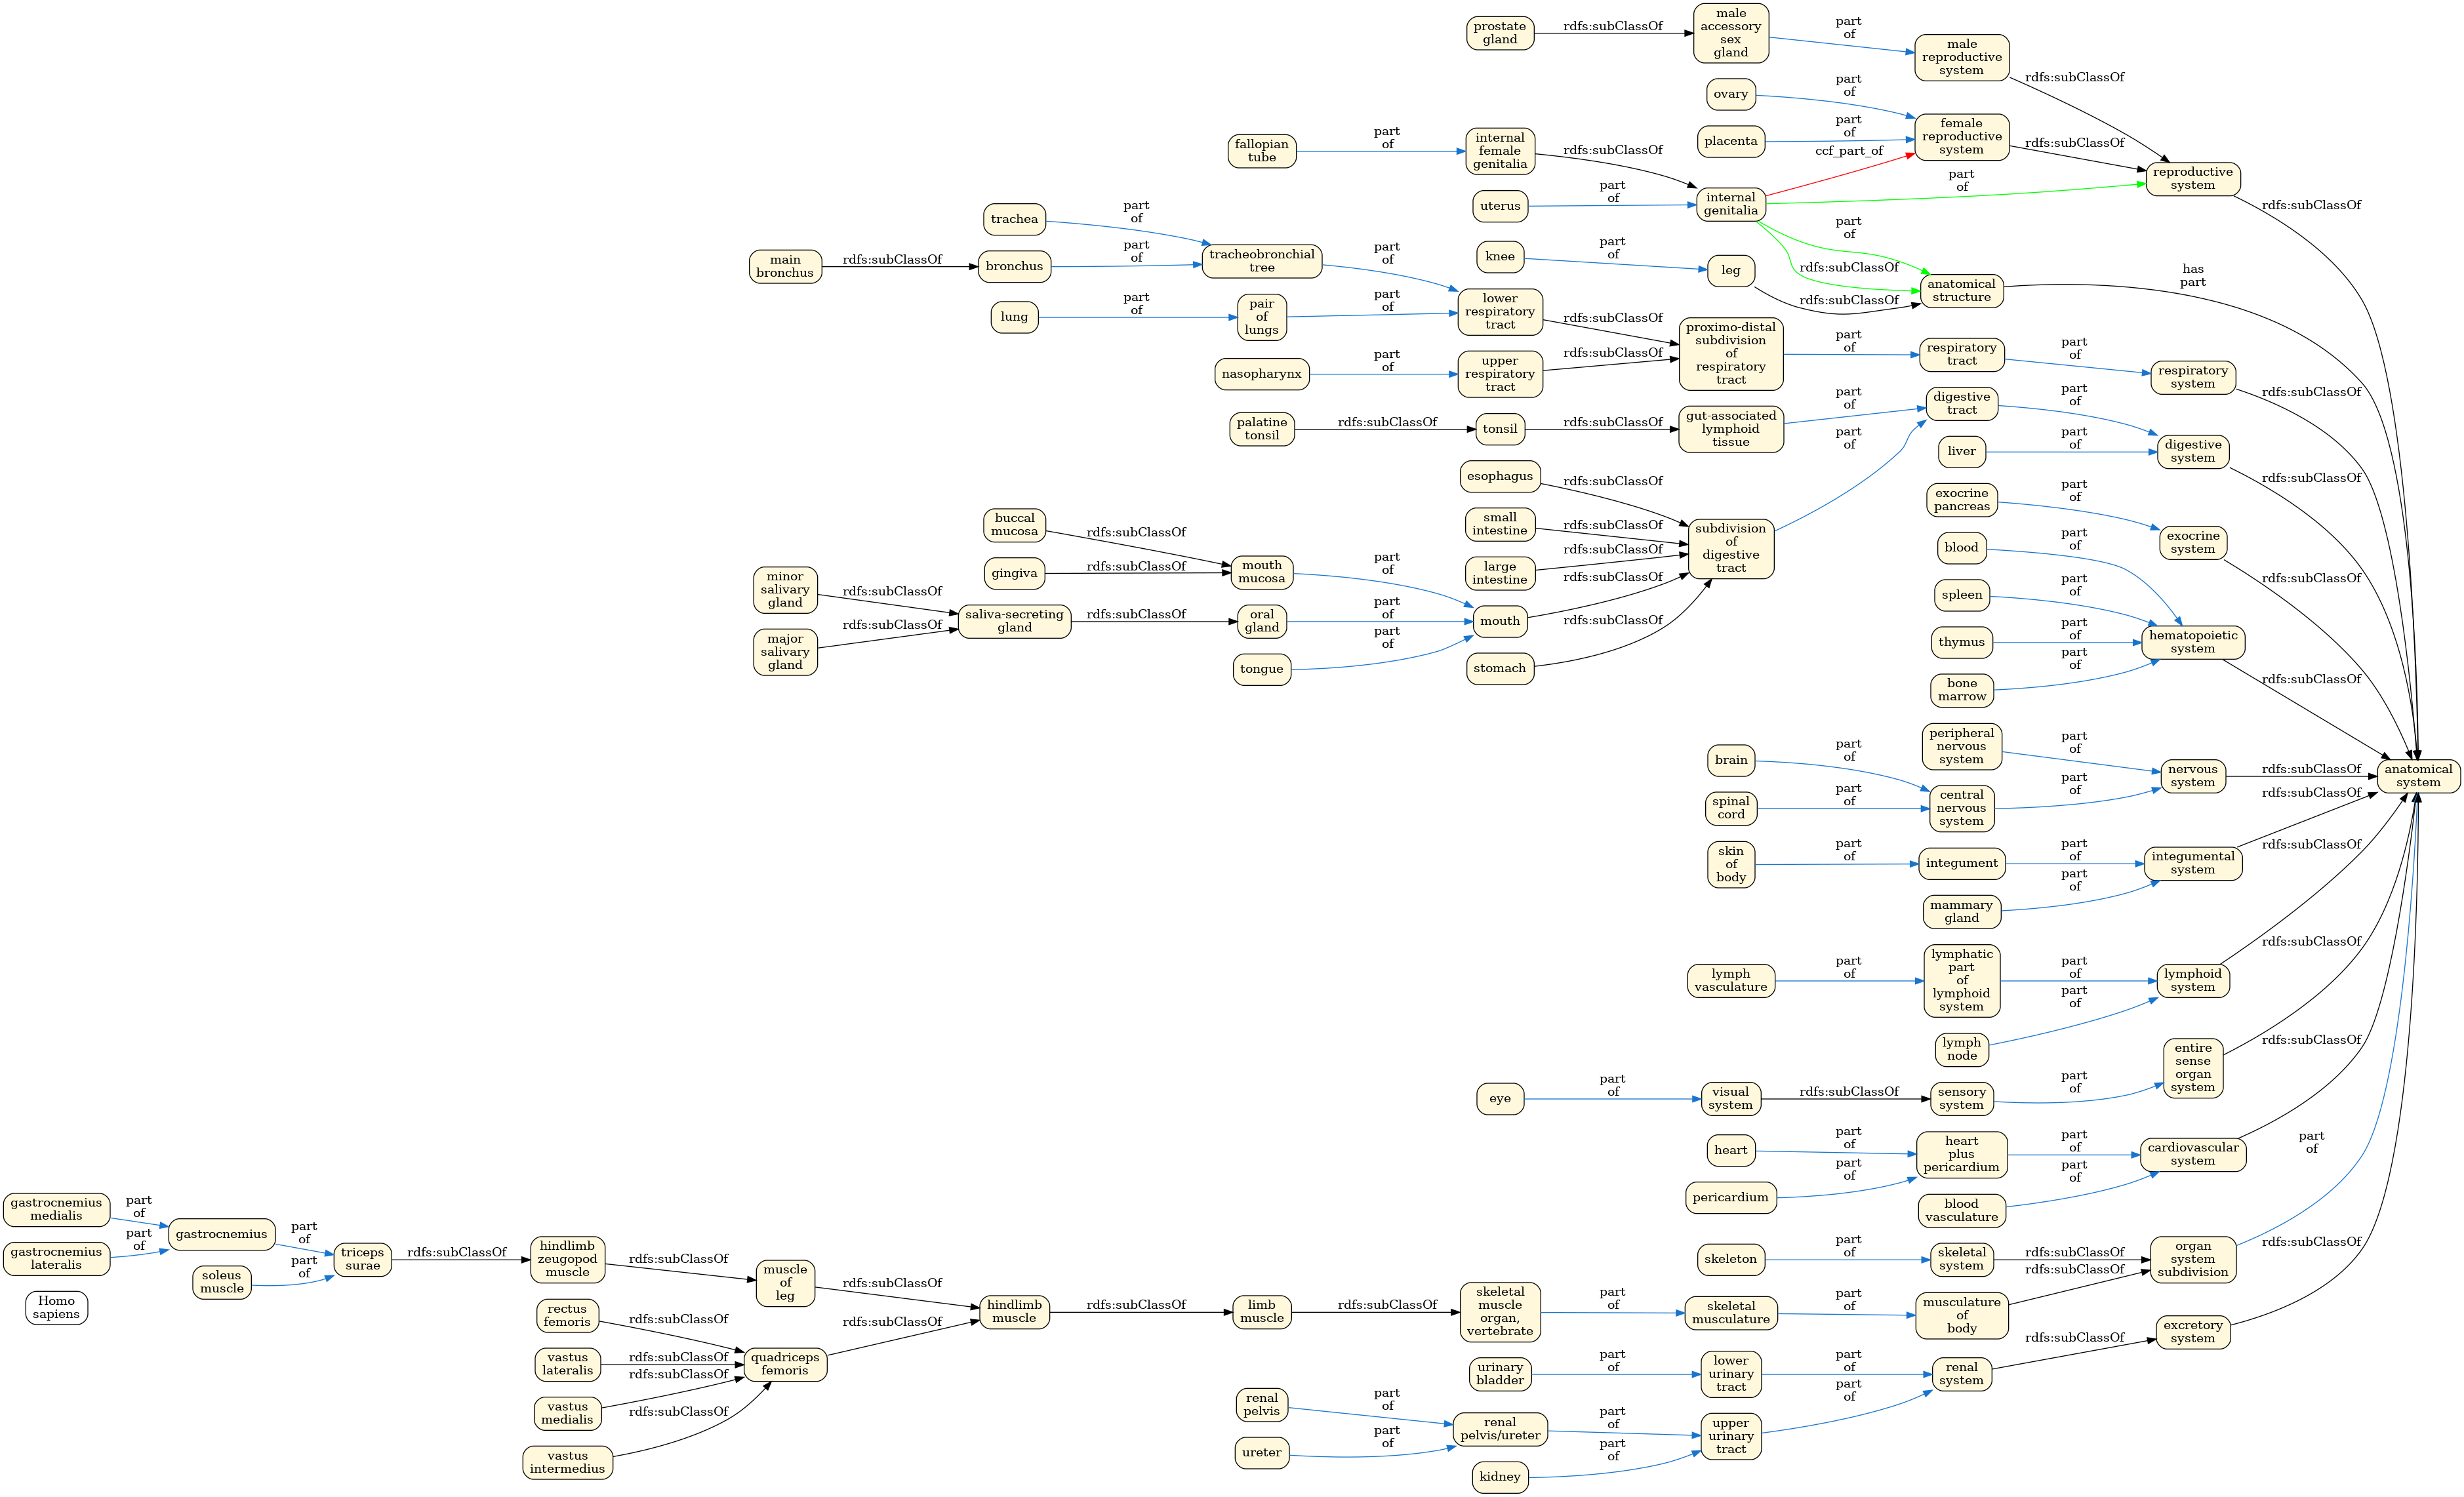 prostate
gland
rdfs:subClassOf
male
accessory
sex
gland
part
of
male
reproductive
system
rdfs:subClassOf
ovary
part
of
placenta
part
of
female
reproductive
system
rdfs:subClassOf
fallopian
tube
part
of
internal
female
genitalia
rdfs:subClassOf
ccf_part_of
uterus
part
of
internal
genitalia
part
of
reproductive
system
rdfs:subClassOf
part
of
rdfs:subClassOf
knee
part
of
leg
rdfs:subClassOf
anatomical
structure
has
part
trachea
part
of
main
bronchus
rdfs:subClassOf
bronchus
part
of
tracheobronchial
tree
part
of
lung
part
of
pair
of
lungs
part
of
lower
respiratory
tract
rdfs:subClassOf
nasopharynx
part
of
upper
respiratory
tract
rdfs:subClassOf
proximo-distal
subdivision
of
respiratory
tract
part
of
respiratory
tract
part
of
respiratory
system
rdfs:subClassOf
palatine
tonsil
rdfs:subClassOf
tonsil
rdfs:subClassOf
gut-associated
lymphoid
tissue
part
of
digestive
tract
part
of
part
of
liver
part
of
digestive
system
rdfs:subClassOf
esophagus
rdfs:subClassOf
small
intestine
rdfs:subClassOf
large
intestine
rdfs:subClassOf
subdivision
of
digestive
tract
buccal
mucosa
rdfs:subClassOf
gingiva
rdfs:subClassOf
mouth
mucosa
part
of
minor
salivary
gland
rdfs:subClassOf
major
salivary
gland
rdfs:subClassOf
saliva-secreting
gland
rdfs:subClassOf
oral
gland
part
of
tongue
part
of
mouth
rdfs:subClassOf
stomach
rdfs:subClassOf
exocrine
pancreas
part
of
exocrine
system
rdfs:subClassOf
blood
part
of
spleen
part
of
thymus
part
of
bone
marrow
part
of
hematopoietic
system
rdfs:subClassOf
peripheral
nervous
system
part
of
brain
part
of
spinal
cord
part
of
central
nervous
system
part
of
nervous
system
rdfs:subClassOf
anatomical
system
skin
of
body
part
of
integument
part
of
mammary
gland
part
of
integumental
system
rdfs:subClassOf
lymph
vasculature
part
of
lymphatic
part
of
lymphoid
system
part
of
lymph
node
part
of
lymphoid
system
rdfs:subClassOf
eye
part
of
visual
system
rdfs:subClassOf
sensory
system
part
of
entire
sense
organ
system
rdfs:subClassOf
heart
part
of
pericardium
part
of
heart
plus
pericardium
part
of
blood
vasculature
part
of
cardiovascular
system
rdfs:subClassOf
skeleton
part
of
skeletal
system
rdfs:subClassOf
organ
system
subdivision
part
of
gastrocnemius
medialis
part
of
gastrocnemius
lateralis
part
of
gastrocnemius
part
of
soleus
muscle
part
of
triceps
surae
rdfs:subClassOf
hindlimb
zeugopod
muscle
rdfs:subClassOf
muscle
of
leg
rdfs:subClassOf
Homo
sapiens
rectus
femoris
rdfs:subClassOf
vastus
lateralis
rdfs:subClassOf
vastus
medialis
rdfs:subClassOf
vastus
intermedius
rdfs:subClassOf
quadriceps
femoris
rdfs:subClassOf
hindlimb
muscle
rdfs:subClassOf
limb
muscle
rdfs:subClassOf
skeletal
muscle
organ,
vertebrate
part
of
skeletal
musculature
part
of
musculature
of
body
rdfs:subClassOf
urinary
bladder
part
of
lower
urinary
tract
part
of
renal
pelvis
part
of
ureter
part
of
renal
pelvis/ureter
part
of
kidney
part
of
upper
urinary
tract
part
of
renal
system
rdfs:subClassOf
excretory
system
rdfs:subClassOf